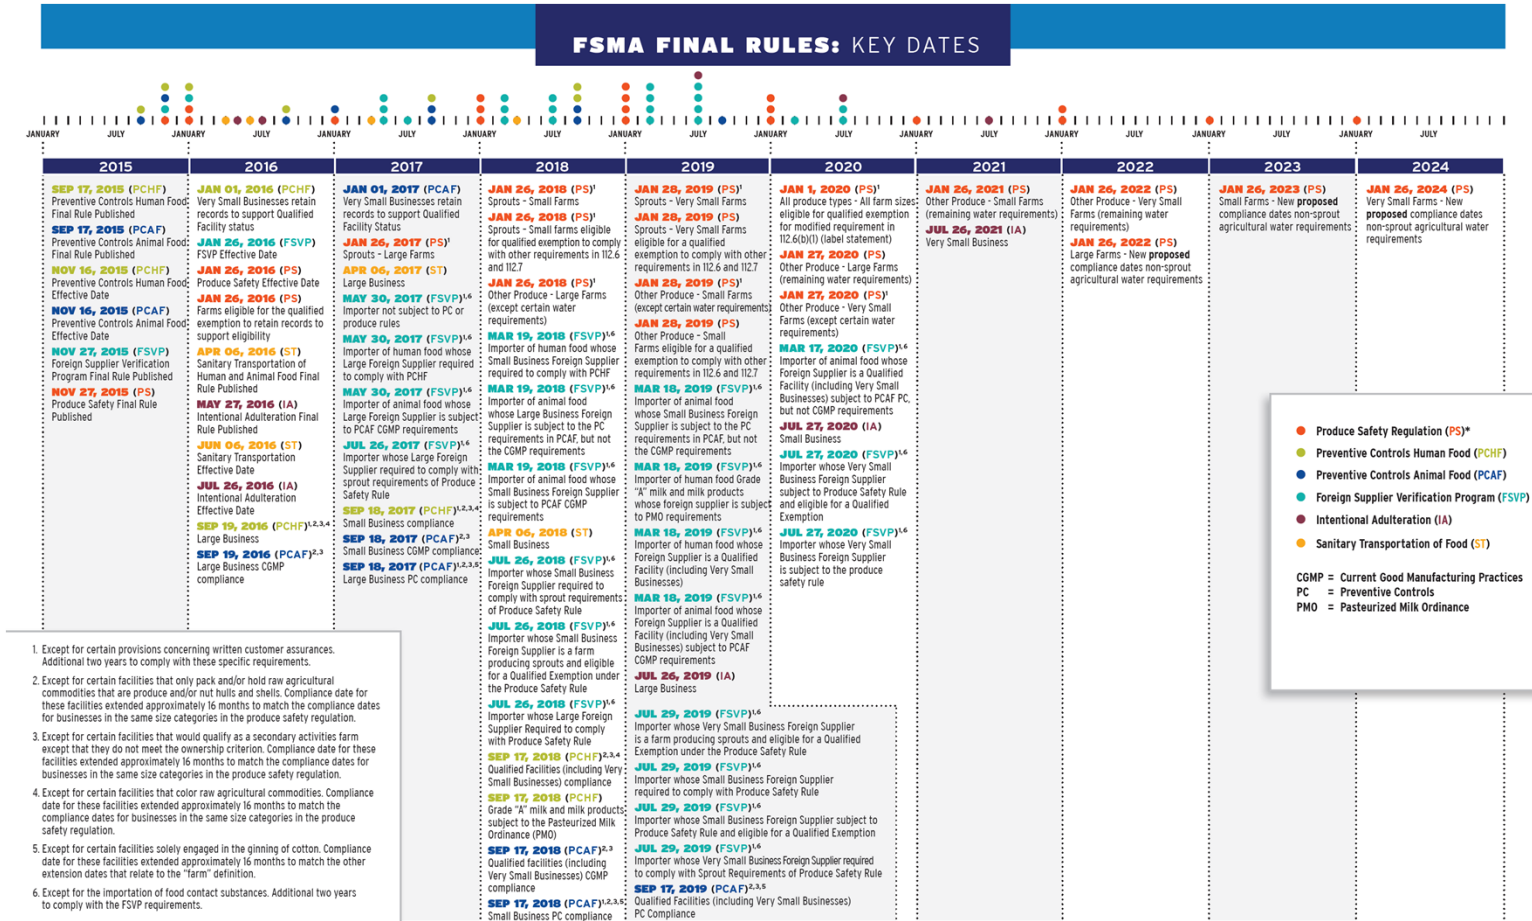 FSMA FINAL RULES: KEY DATES
JANUARY JULY JANUARY JULY JANUARY JULY JANUARY JULY JANUARY JULY JANUARY JULY JANUARY JULY JANUARY JULY JANUARY JULY JANUARY JULY
2015
SEP 17, 2015 (PCHF)
Preventive Controls Human Food
Final Rule Published
SEP 17, 2015 (PCAF)
Preventive Controls Animal Food
Final Rule Published
NOV 16, 2015 (PCHF)
Preventive Controls Human Food
Effective Date
NOV 16, 2015 (PCAF)
Preventive Controls Animal Food
Effective Date
NOV 27, 2015 (FSVP)
Foreign Supplier Verification
Program Final Rule Published
NOV 27, 2015 (PS)
Produce Safety Final Rule
Published
2016
JAN 01, 2016 (PCHF)
Very Small Businesses retain
records to support Qualified
Facility status
JAN 26, 2016 (FSVP)
FSVP Effective Date
JAN 26, 2016 (PS)
Produce Safety Effective Date
JAN 26, 2016 (PS)
Farms eligible for the qualified
exemption to retain records to
support eligibility
APR 06, 2016 (ST)
Sanitary Transportation of
Human and Animal Food Final
Rule Published
MAY 27, 2016 (IA)
Intentional Adulteration Final
Rule Published
JUN 06, 2016 (ST)
Sanitary Transportation
Effective Date
JUL 26, 2016 (IA)
Intentional Adulteration
Effective Date
SEP 19, 2016 (PCHF)1,2,3,4
Large Business
SEP 19, 2016 (PCAF)2,3
Large Business CGMP
compliance
2017
JAN 01, 2017 (PCAF)
Very Small Businesses retain
records to support Qualified
Facility Status
JAN 26, 2017 (PS)1
Sprouts - Large Farms
APR 06, 2017 (ST)
Large Business
MAY 30, 2017 (FSVP)1,6
Importer not subject to PC or
produce rules
MAY 30, 2017 (FSVP)1,6
Importer of human food whose
Large Foreign Supplier required
to comply with PCHF
MAY 30, 2017 (FSVP)1,6
Importer of animal food whose
Large Foreign Supplier is subject
to PCAF CGMP requirements
JUL 26, 2017 (FSVP)1,6
Importer whose Large Foreign
Supplier required to comply with
sprout requirements of Produce
Safety Rule
SEP 18, 2017 (PCHF)1,2,3,4
Small Business compliance
SEP 18, 2017 (PCAF)2,3
Small Business CGMP compliance
SEP 18, 2017 (PCAF)1,2,3,5
Large Business PC compliance
2018
JAN 26, 2018 (PS)1
Sprouts - Small Farms
JAN 26, 2018 (PS)1
Sprouts - Small farms eligible
for qualified exemption to comply
with other requirements in 112.6
and 112.7
JAN 26, 2018 (PS)1
Other Produce - Large Farms
(except certain water
requirements)
MAR 19, 2018 (FSVP)1,6
Importer of human food whose
Small Business Foreign Supplier
required to comply with PCHF
MAR 19, 2018 (FSVP)1,6
Importer of animal food
whose Large Business Foreign
Supplier is subject to the PC
requirements in PCAF, but not
the CGMP requirements
MAR 19, 2018 (FSVP)1,6
Importer of animal food whose
Small Business Foreign Supplier
is subject to PCAF CGMP
requirements
APR 06, 2018 (ST)
Small Business
JUL 26, 2018 (FSVP)1,6
Importer whose Small Business
Foreign Supplier required to
comply with sprout requirements
of Produce Safety Rule
JUL 26, 2018 (FSVP)1,6
Importer whose Small Business
Foreign Supplier is a farm
producing sprouts and eligible
for a Qualified Exemption under
the Produce Safety Rule
JUL 26, 2018 (FSVP)1,6
Importer whose Large Foreign
Supplier Required to comply
with Produce Safety Rule
SEP 17, 2018 (PCHF)2,3,4
Qualified Facilities (including Very
Small Businesses) compliance
SEP 17, 2018 (PCHF)
Grade "A" milk and milk products
subject to the Pasteurized Milk
Ordinance (PMO)
SEP 17, 2018 (PCAF)2,3
Qualified facilities (including
Very Small Businesses) CGMP
compliance
SEP 17, 2018 (PCAF)1,2,3,5
Small Business PC compliance
2019
JAN 28, 2019 (PS)1
Sprouts - Very Small Farms
JAN 28, 2019 (PS)
Sprouts - Very Small Farms
eligible for a qualified
exemption to comply with other
requirements in 112.6 and 112.7
JAN 28, 2019 (PS)1
Other Produce - Small Farms
(except certain water requirements)
JAN 28, 2019 (PS)
Other Produce - Small
Farms eligible for a qualified
exemption to comply with other
requirements in 112.6 and 112.7
MAR 18, 2019 (FSVP)1,6
Importer of animal food
whose Small Business Foreign
Supplier is subject to the PC
requirements in PCAF, but not
the CGMP requirements
MAR 18, 2019 (FSVP)1,6
Importer of human food Grade
"A" milk and milk products
whose foreign supplier is subject
to PMO requirements
MAR 18, 2019 (FSVP)1,6
Importer of human food whose
Foreign Supplier is a Qualified
Facility (including Very Small
Businesses)
MAR 18, 2019 (FSVP)1,6
Importer of animal food whose
Foreign Supplier is a Qualified
Facility (including Very Small
Businesses) subject to PCAF
CGMP requirements
JUL 26, 2019 (IA)
Large Business
JUL 29, 2019 (FSVP)1,6
Importer whose Very Small Business Foreign Supplier
is a farm producing sprouts and eligible for a Qualified
Exemption under the Produce Safety Rule
JUL 29, 2019 (FSVP)1,6
Importer whose Small Business Foreign Supplier
required to comply with Produce Safety Rule
JUL 29, 2019 (FSVP)1,6
Importer whose Small Business Foreign Supplier subject to
Produce Safety Rule and eligible for a Qualified Exemption
JUL 29, 2019 (FSVP)1,6
Importer whose Very Small Business Foreign Supplier required
to comply with Sprout Requirements of Produce Safety Rule
SEP 17, 2019 (PCAF)2,3,5
Qualified Facilities (including Very Small Businesses)
PC Compliance
2020
JAN 1, 2020 (PS)1
All produce types - All farm sizes
eligible for qualified exemption
for modified requirement in
112.6(b)(1) (label statement)
JAN 27, 2020 (PS)
Other Produce - Large Farms
(remaining water requirements)
JAN 27, 2020 (PS)1
Other Produce - Very Small
Farms (except certain water
requirements)
MAR 17, 2020 (FSVP)1,6
Importer of animal food whose
Foreign Supplier is a Qualified
Facility (including Very Small
Businesses) subject to PCAF PC,
but not CGMP requirements
JUL 27, 2020 (IA)
Small Business
JUL 27, 2020 (FSVP)1,6
Importer whose Very Small
Business Foreign Supplier
subject to Produce Safety Rule
and eligible for a Qualified
Exemption
JUL 27, 2020 (FSVP)1,6
Importer whose Very Small
Business Foreign Supplier
is subject to the produce
safety rule
2021
JAN 26, 2021 (PS)
Other Produce - Small Farms
(remaining water requirements)
JUL 26, 2021 (IA)
Very Small Business
2022
JAN 26, 2022 (PS)
Other Produce - Very Small
Farms (remaining water
requirements)
JAN 26, 2022 (PS)
Large Farms - New proposed
compliance dates non-sprout
agricultural water requirements
2023
JAN 26, 2023 (PS)
Small Farms - New proposed
compliance dates non-sprout
agricultural water requirements
2024
JAN 26, 2024 (PS)
Very Small Farms - New
proposed compliance dates
non-sprout agricultural water
requirements
Produce Safety Regulation (PS)*
Preventive Controls Human Food (PCHF)
Preventive Controls Animal Food (PCAF)
Foreign Supplier Verification Program (FSVP)
Intentional Adulteration (IA)
Sanitary Transportation of Food (ST)
CGMP = Current Good Manufacturing Practices
PC = Preventive Controls
PMO = Pasteurized Milk Ordinance
1. Except for certain provisions concerning written customer assurances.
Additional two years to comply with these specific requirements.
2. Except for certain facilities that only pack and/or hold raw agricultural
commodities that are produce and/or nut hulls and shells. Compliance date for
these facilities extended approximately 16 months to match the compliance dates
for businesses in the same size categories in the produce safety regulation.
3. Except for certain facilities that would qualify as a secondary activities farm
except that they do not meet the ownership criterion. Compliance date for these
facilities extended approximately 16 months to match the compliance dates for
businesses in the same size categories in the produce safety regulation.
4. Except for certain facilities that color raw agricultural commodities. Compliance
date for these facilities extended approximately 16 months to match the
compliance dates for businesses in the same size categories in the produce
safety regulation.
5. Except for certain facilities solely engaged in the ginning of cotton. Compliance
date for these facilities extended approximately 16 months to match the other
extension dates that relate to the "farm" definition.
6. Except for the importation of food contact substances. Additional two years
to comply with the FSVP requirements.